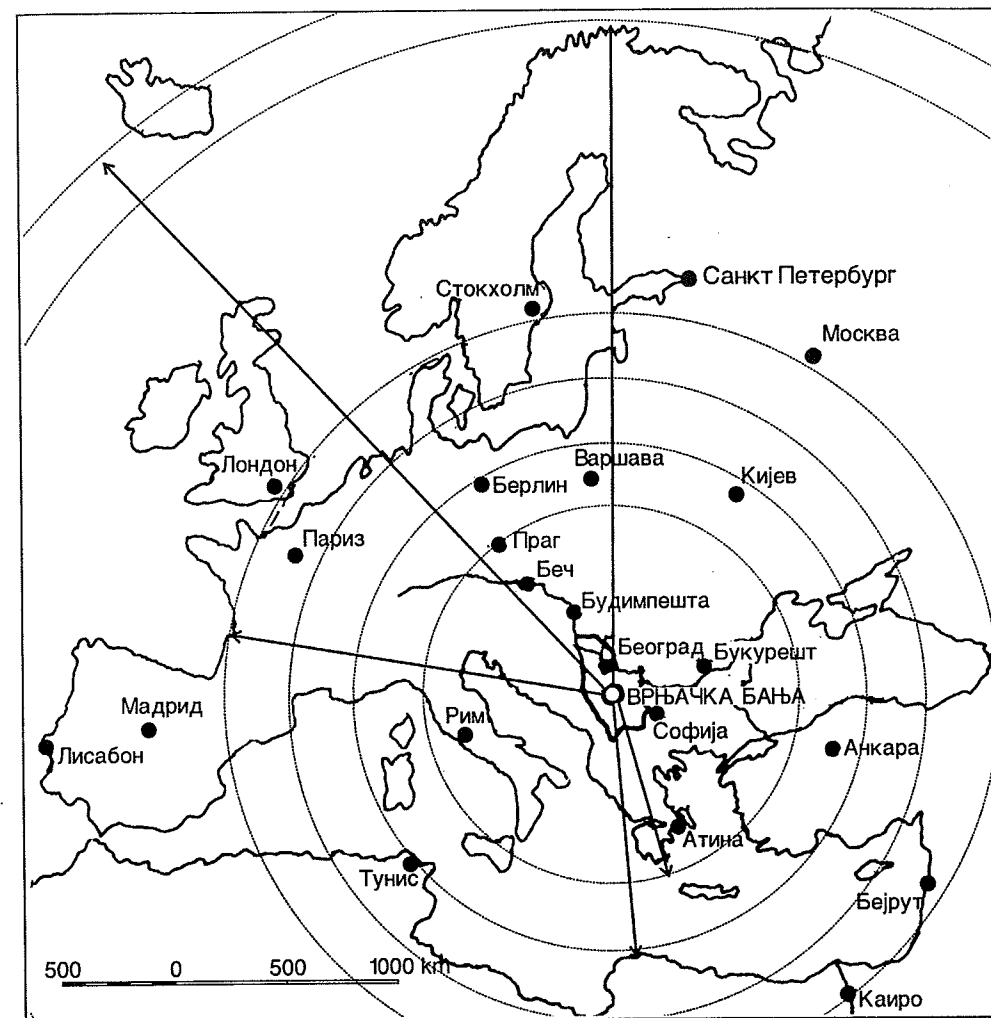 Санкт Петербург
Стокхолм
Москва
Варшава
Лондон
Берлин
Кијев
Париз
Праг
Беч
Будимпешта
Београд
Букурешт
ВРЊАЧКА БАЊА
Мадрид
Рим
Софија
Лисабон
Анкара
Атина
Тунис
Бејрут
500 0 500 1000 km
Каиро